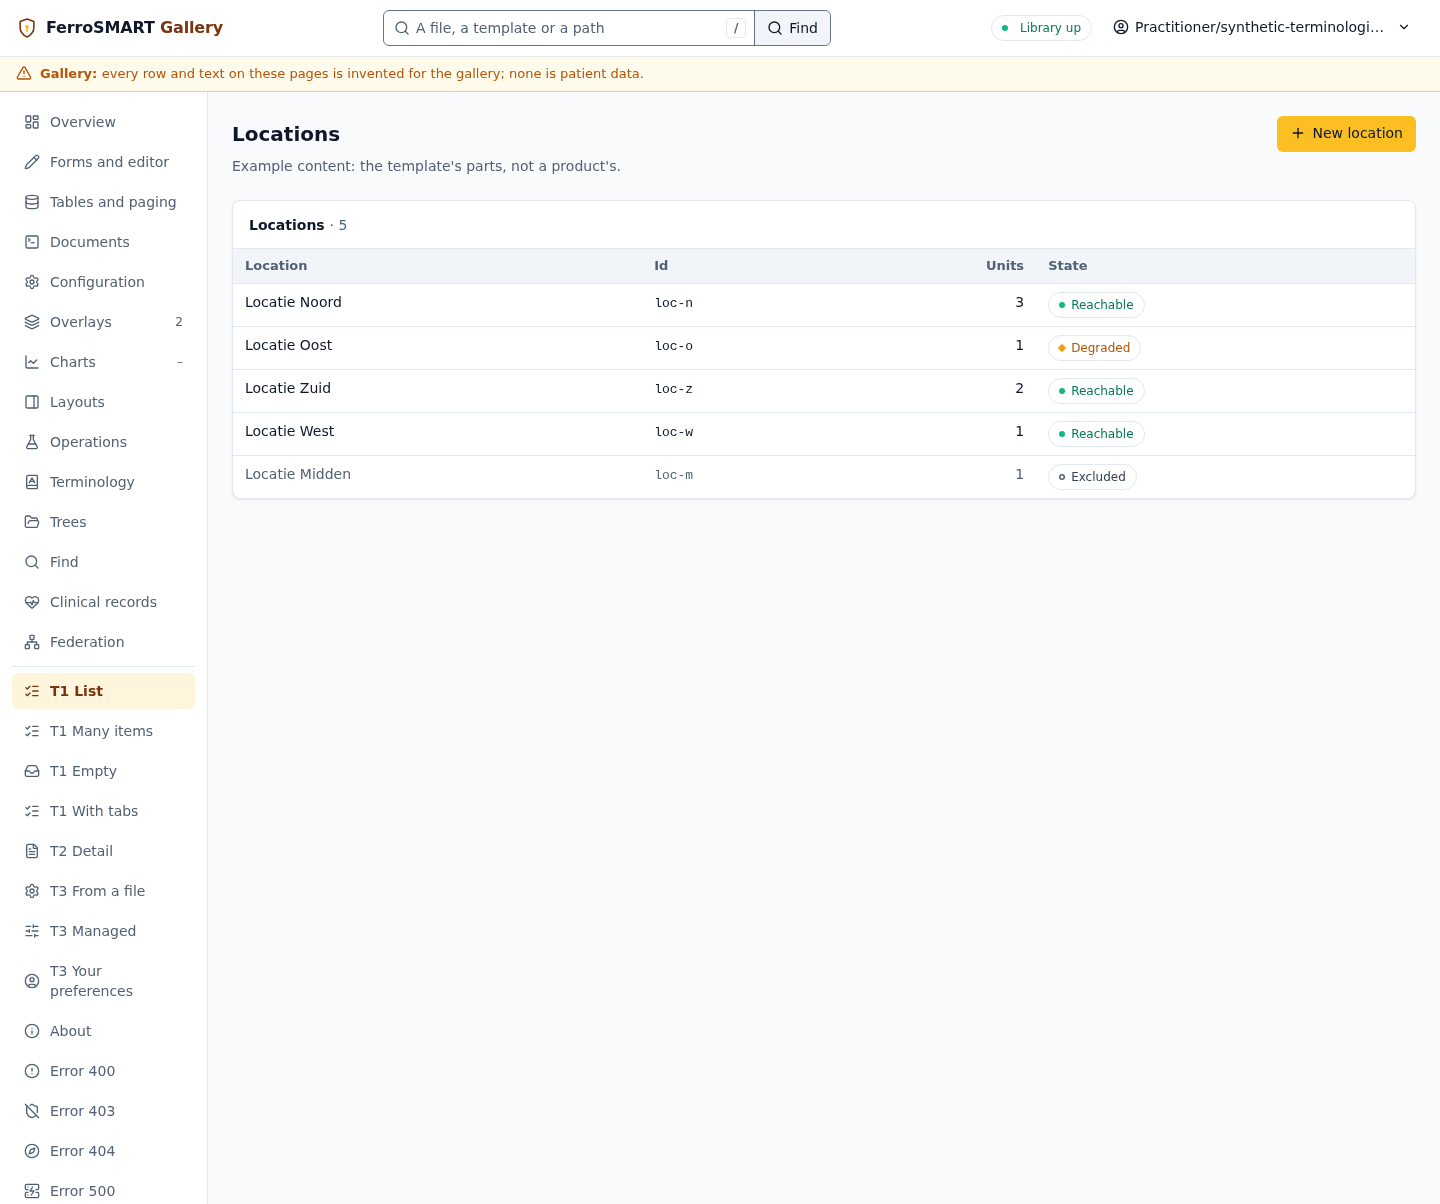 FerroSMART Gallery
A file, a template or a path
/
Find
Library up
Practitioner/synthetic-terminologi...
Gallery: every row and text on these pages is invented for the gallery; none is patient data.
Overview
Forms and editor
Tables and paging
Documents
Configuration
Overlays 2
Charts –
Layouts
Operations
Terminology
Trees
Find
Clinical records
Federation
T1 List
T1 Many items
T1 Empty
T1 With tabs
T2 Detail
T3 From a file
T3 Managed
T3 Your
preferences
About
Error 400
Error 403
Error 404
Error 500
Locations
New location
Example content: the template's parts, not a product's.
Locations · 5
Location Id Units State
Locatie Noord loc-n 3 Reachable
Locatie Oost loc-o 1 Degraded
Locatie Zuid loc-z 2 Reachable
Locatie West loc-w 1 Reachable
Locatie Midden loc-m 1 Excluded